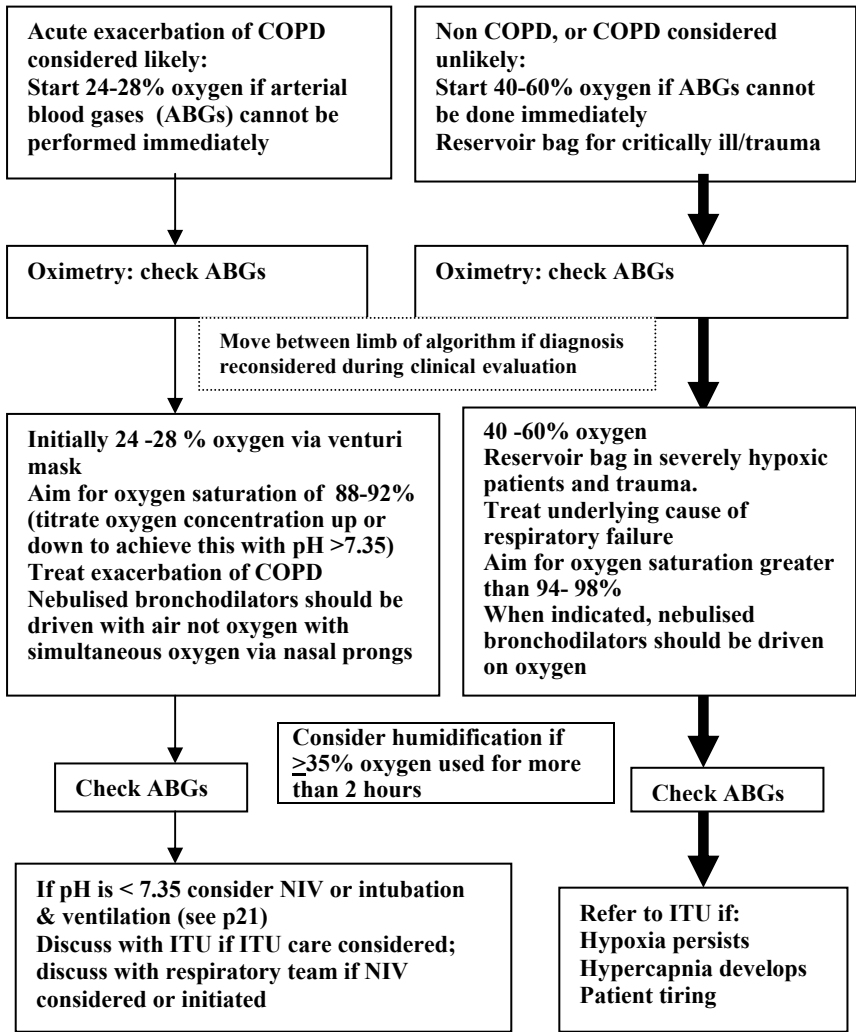 Acute exacerbation of COPD
considered likely:
Start 24-28% oxygen if arterial
blood gases (ABGs) cannot be
performed immediately
Non COPD, or COPD considered
unlikely:
Start 40-60% oxygen if ABGs cannot
be done immediately
Reservoir bag for critically ill/trauma
Oximetry: check ABGs
Oximetry: check ABGs
Move between limb of algorithm if diagnosis
reconsidered during clinical evaluation
Initially 24 -28 % oxygen via venturi
mask
Aim for oxygen saturation of 88-92%
(titrate oxygen concentration up or
down to achieve this with pH >7.35)
Treat exacerbation of COPD
Nebulised bronchodilators should be
driven with air not oxygen with
simultaneous oxygen via nasal prongs
40 -60% oxygen
Reservoir bag in severely hypoxic
patients and trauma.
Treat underlying cause of
respiratory failure
Aim for oxygen saturation greater
than 94- 98%
When indicated, nebulised
bronchodilators should be driven
on oxygen
Consider humidification if
≥35% oxygen used for more
than 2 hours
Check ABGs
Check ABGs
If pH is < 7.35 consider NIV or intubation
& ventilation (see p21)
Discuss with ITU if ITU care considered;
discuss with respiratory team if NIV
considered or initiated
Refer to ITU if:
Hypoxia persists
Hypercapnia develops
Patient tiring